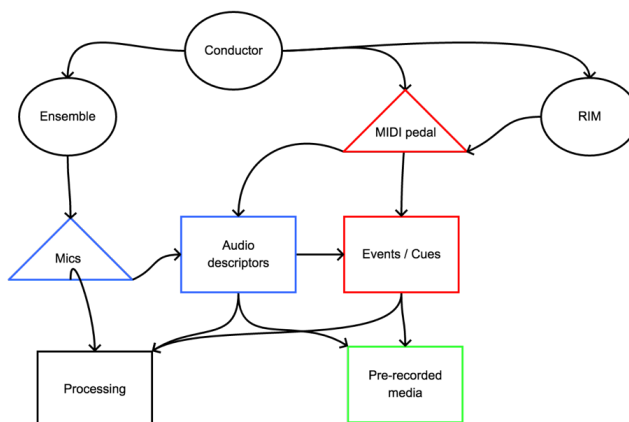 Conductor
Ensemble
MIDI pedal
RIM
Mics
Audio
descriptors
Events / Cues
Processing
Pre-recorded
media